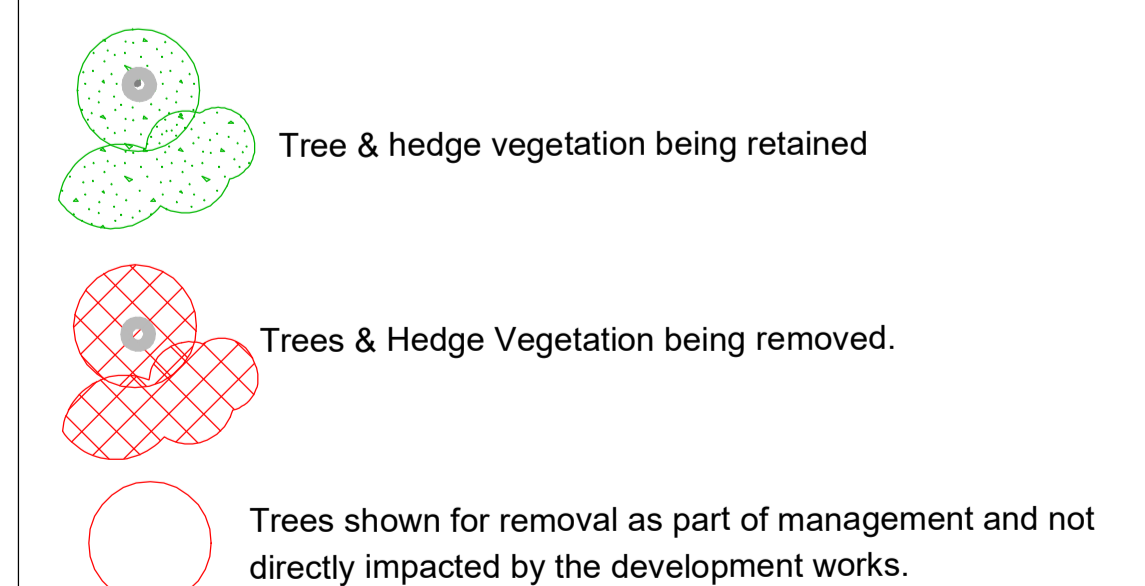 Tree & hedge vegetation being retained
Trees & Hedge Vegetation being removed.
Trees shown for removal as part of management and not
directly impacted by the development works.